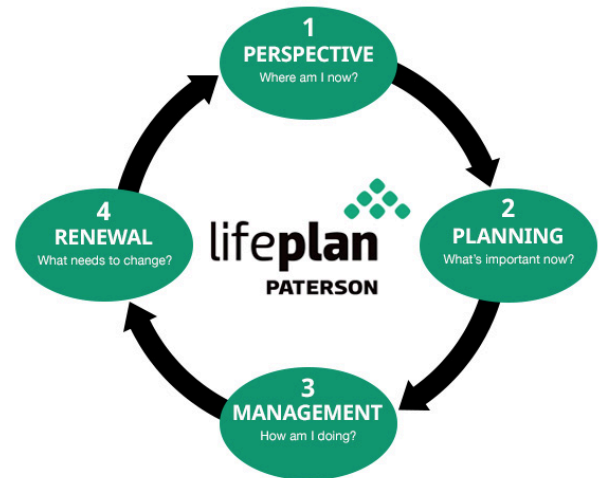 1
PERSPECTIVE
Where am I now?
2
PLANNING
What's important now?
3
MANAGEMENT
How am I doing?
4
RENEWAL
What needs to change?
lifeplan
PATERSON